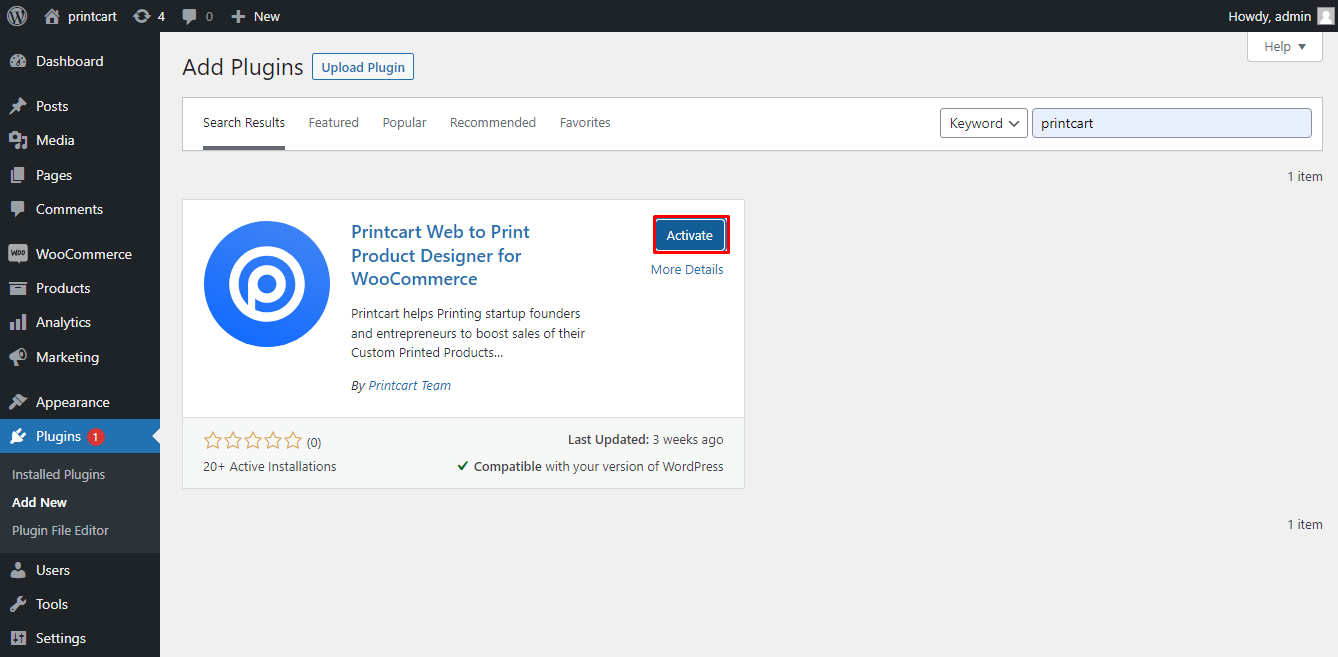 printcart 4 0 New Howdy, admin
Help
Dashboard
Posts
Media
Pages
Comments
WOO WooCommerce
Products
Analytics
Marketing
Appearance
Plugins 1
Installed Plugins
Add New
Plugin File Editor
Users
Tools
Settings
Add Plugins Upload Plugin
Search Results Featured Popular Recommended Favorites Keyword printcart
1 item
Printcart Web to Print
Product Designer for
WooCommerce
Activate
More Details
Printcart helps Printing startup founders
and entrepreneurs to boost sales of their
Custom Printed Products...
By Printcart Team
(0)
20+ Active Installations
Last Updated: 3 weeks ago
Compatible with your version of WordPress
1 item